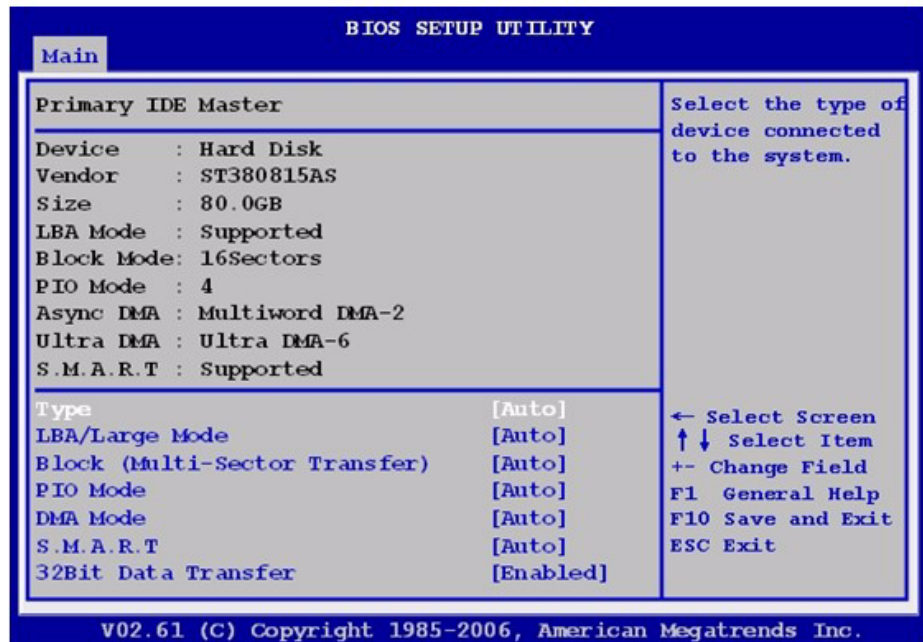 BIOS SETUP UTILITY
Main
Primary IDE Master
Device : Hard Disk
Vendor : ST380815AS
Size : 80.0GB
LBA Mode : Supported
Block Mode: 16Sectors
PIO Mode : 4
Async DMA : Multiword DMA-2
Ultra DMA : Ultra DMA-6
S.M.A.R.T : Supported
Type [Auto]
LBA/Large Mode [Auto]
Block (Multi-Sector Transfer) [Auto]
PIO Mode [Auto]
DMA Mode [Auto]
S.M.A.R.T [Auto]
32Bit Data Transfer [Enabled]
Select the type of
device connected
to the system.
← Select Screen
↑↓ Select Item
+- Change Field
F1 General Help
F10 Save and Exit
ESC Exit
V02.61 (C) Copyright 1985-2006, American Megatrends Inc.